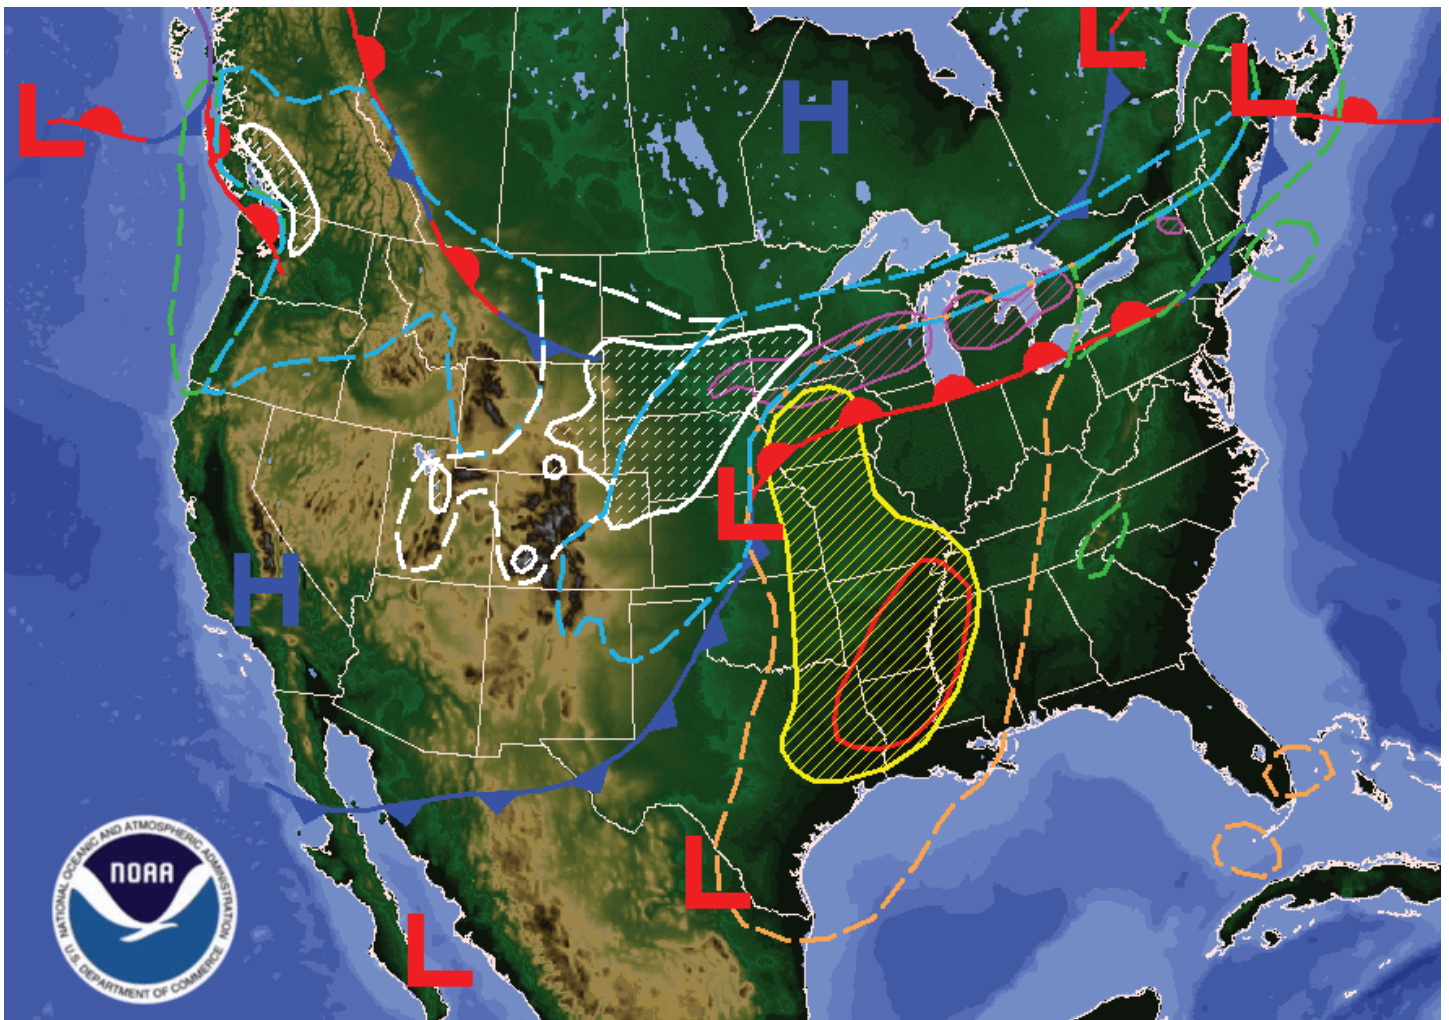 L
L
H
L
L
H
L
L
NATIONAL OCEANIC AND ATMOSPHERIC ADMINISTRATION
NOAA
U.S. DEPARTMENT OF COMMERCE